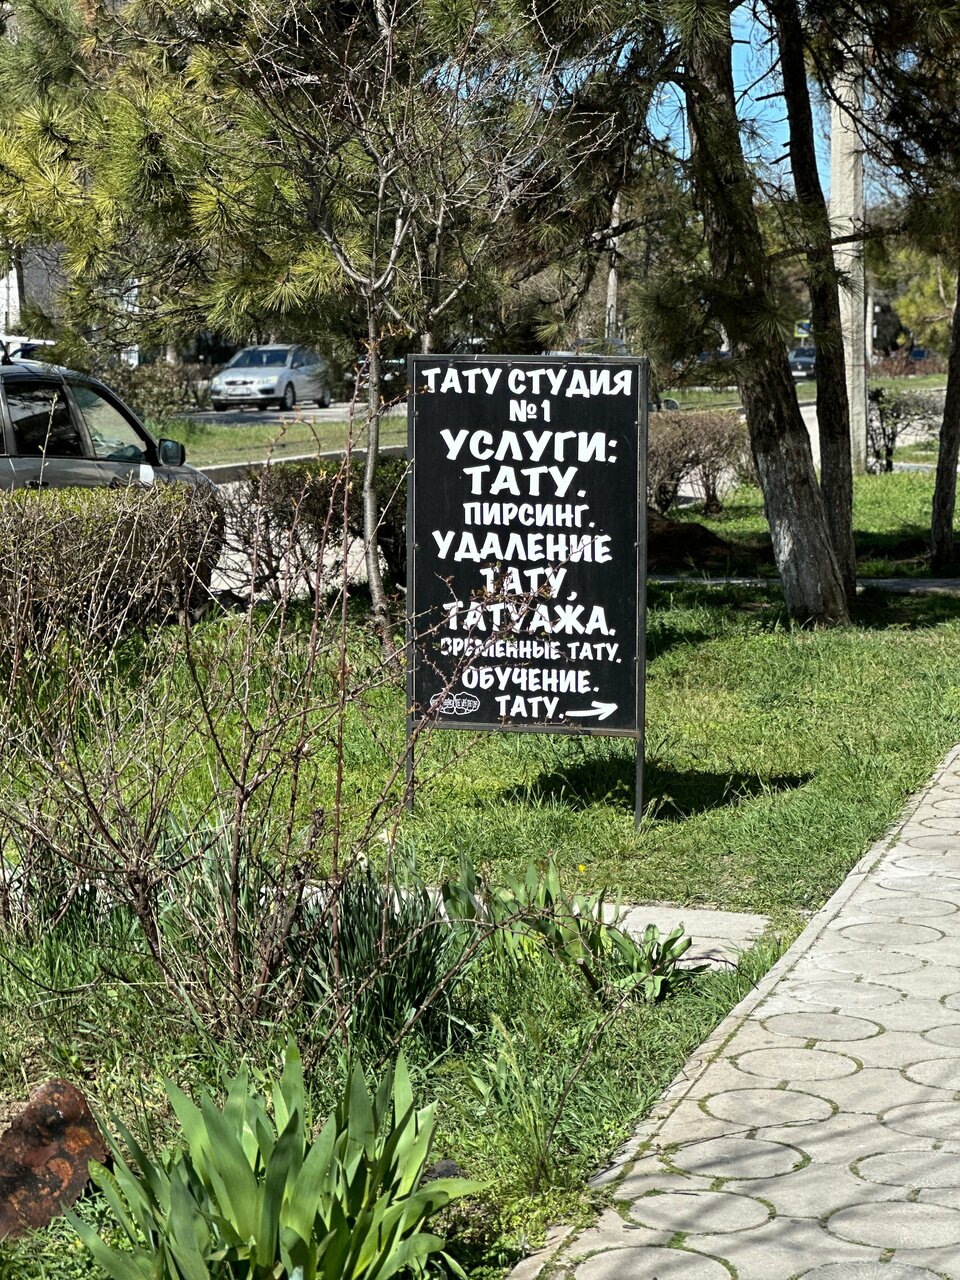 ТАТУ СТУДИЯ
№1
УСЛУГИ:
ТАТУ.
ПИРСИНГ.
УДАЛЕНИЕ
ТАТУ,
ТАТУАЖА.
ВРЕМЕННЫЕ ТАТУ.
ОБУЧЕНИЕ.
ТАТУ.